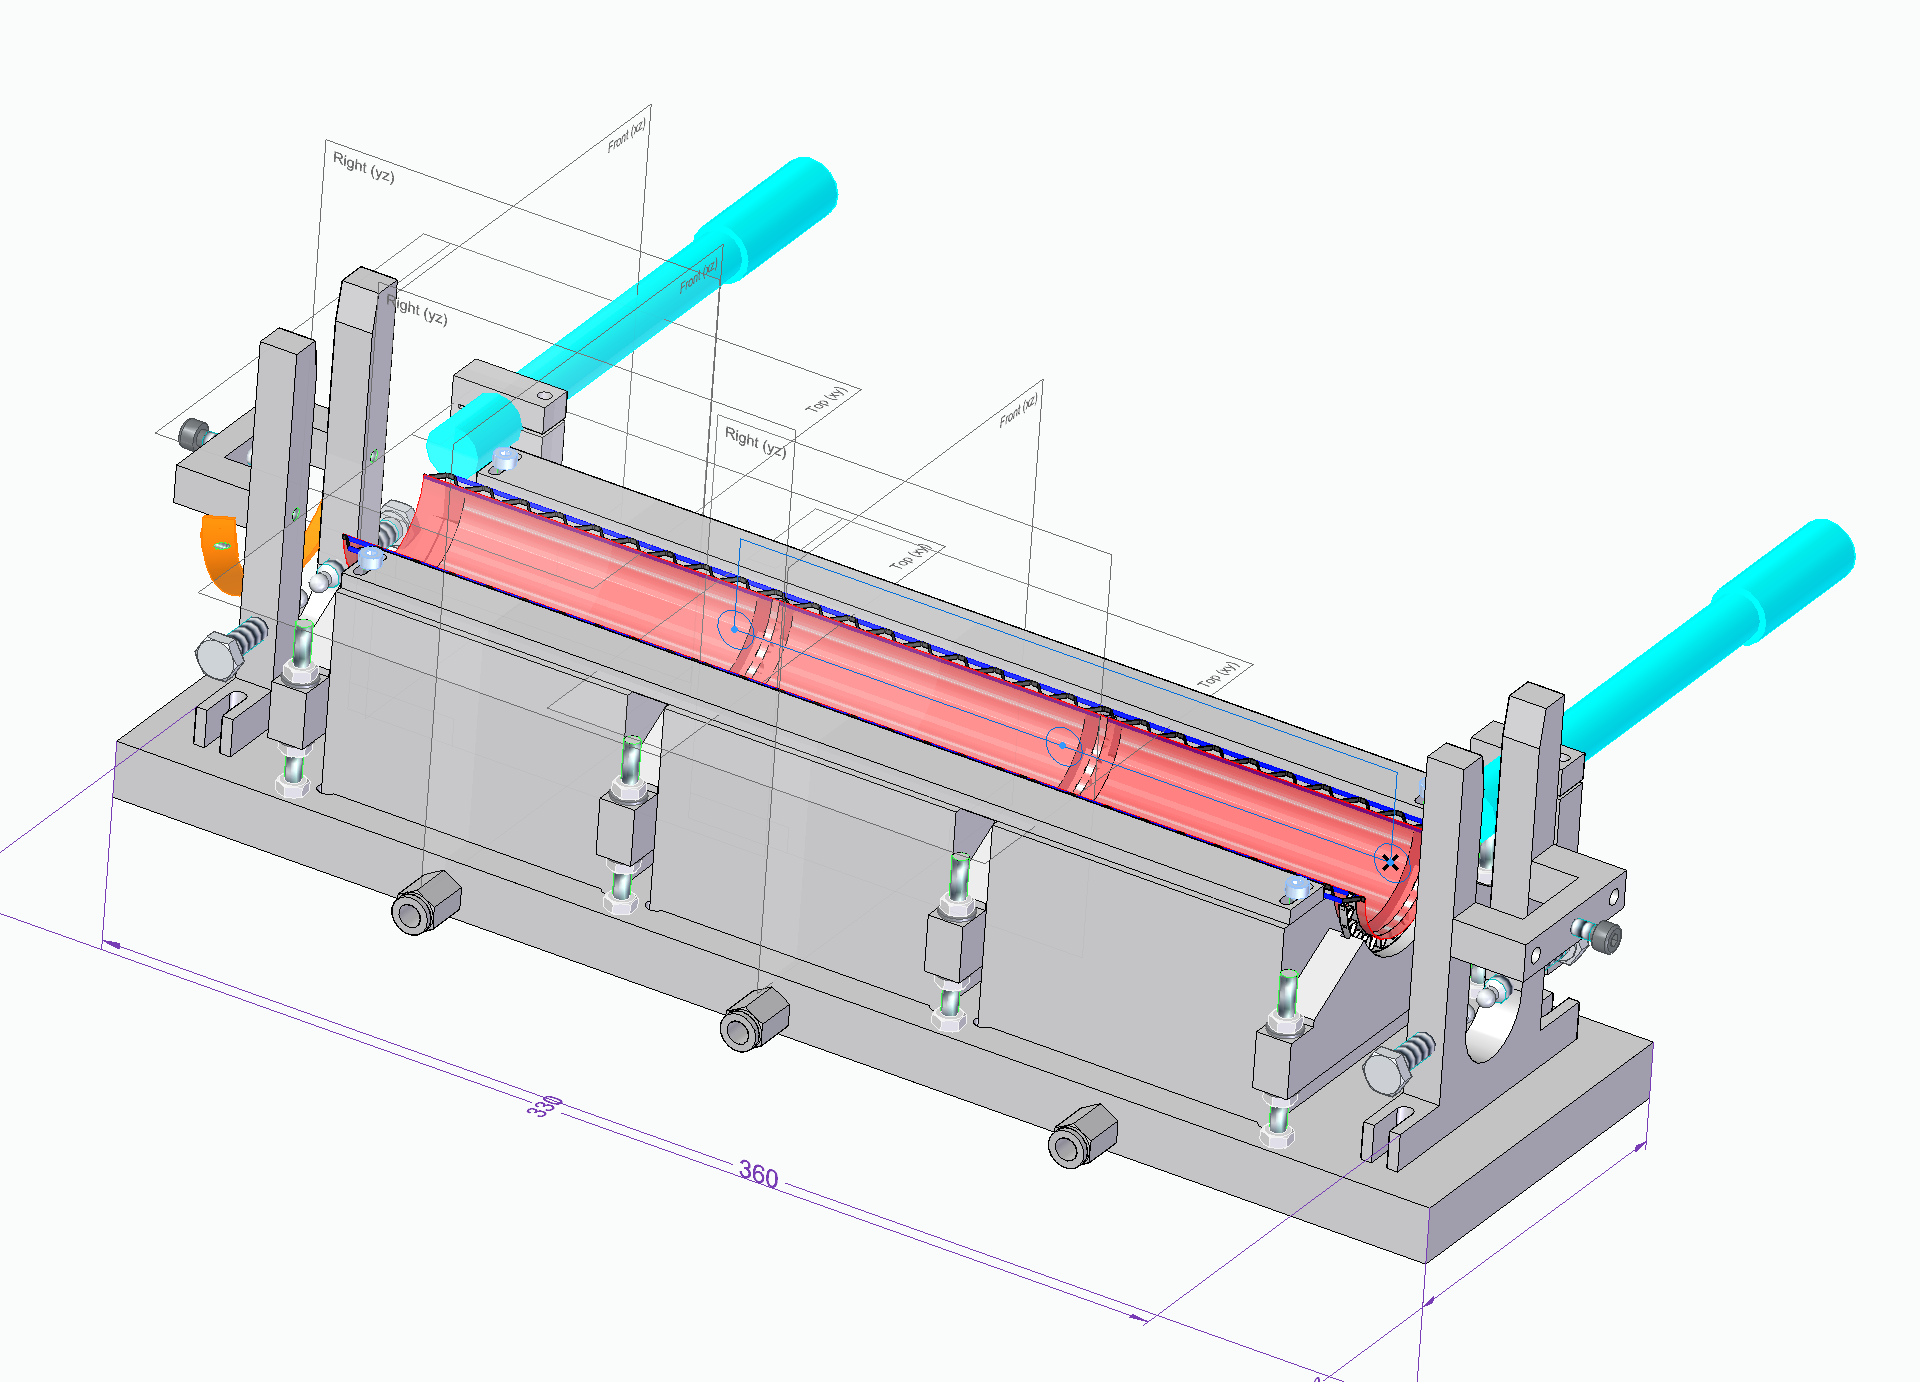 Front (xz)
Right (yz)
Front (xz)
Right (yz)
Top (xy)
Front (xz)
Right (yz)
Top (xy)
Top (xy)
330
360